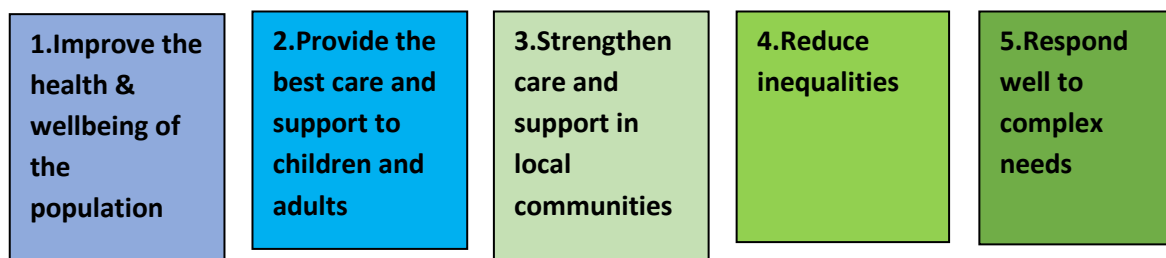 1.Improve the
health &
wellbeing of
the
population
2.Provide the
best care and
support to
children and
adults
3.Strengthen
care and
support in
local
communities
4.Reduce
inequalities
5.Respond
well to
complex
needs